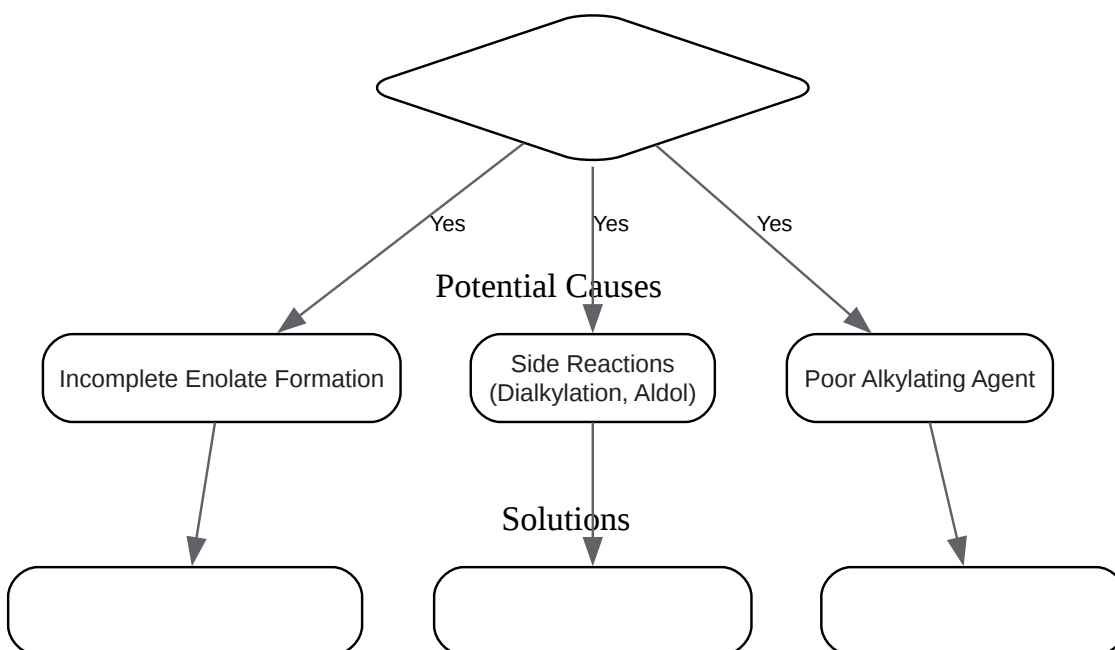 Yes
Yes
Yes
Potential Causes
Incomplete Enolate Formation
Side Reactions
(Dialkylation, Aldol)
Poor Alkylating Agent
Solutions